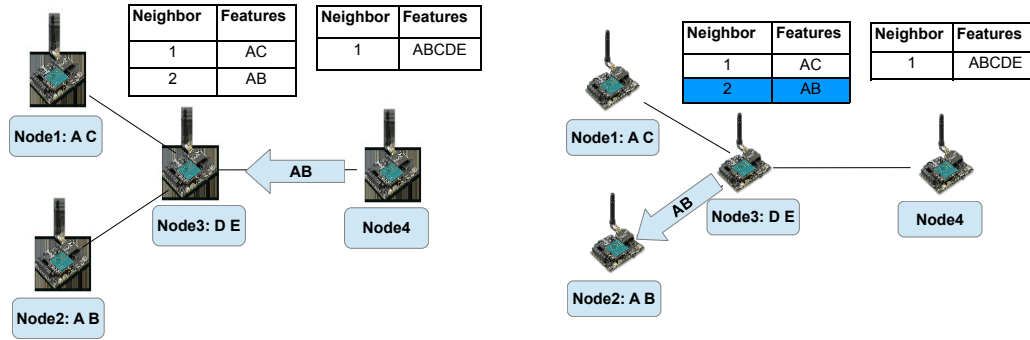 Neighbor Features
1 AC
2 AB
Neighbor Features
1 ABCDE
Node1: A C
AB
Node3: D E
Node4
Node2: A B
Neighbor Features
1 AC
2 AB
Neighbor Features
1 ABCDE
Node1: A C
AB
Node3: D E
Node4
Node2: A B